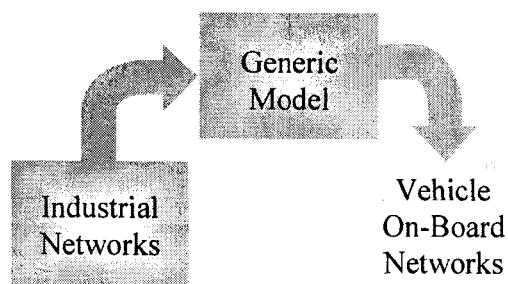 Generic
Model
Industrial
Networks
Vehicle
On-Board
Networks